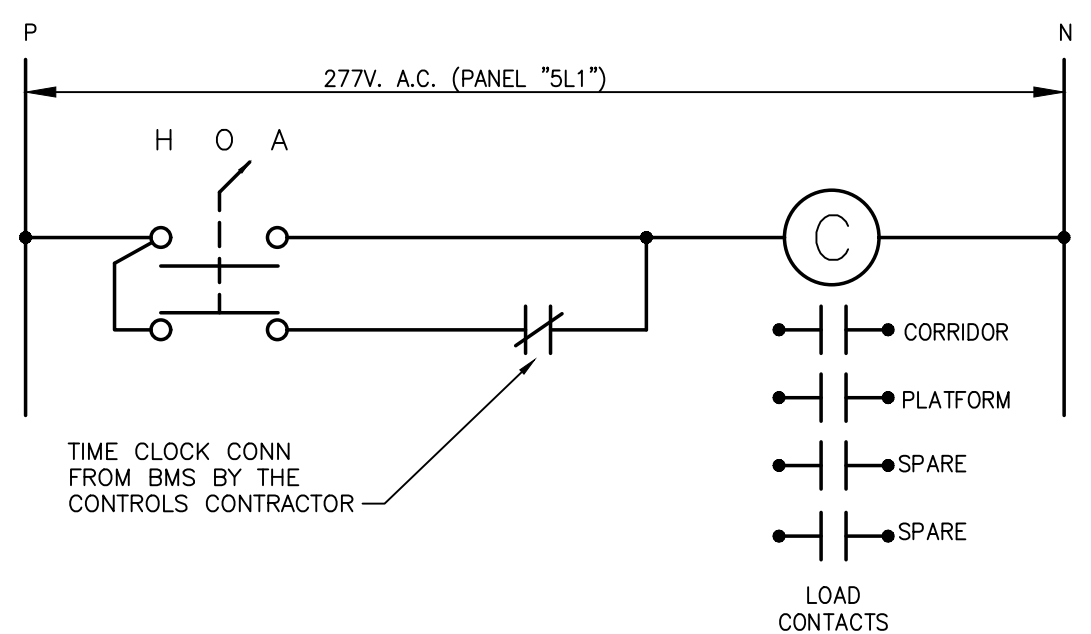 P N
277V. A.C. (PANEL "5L1")
H O A
C
CORRIDOR
PLATFORM
SPARE
SPARE
TIME CLOCK CONN
FROM BMS BY THE
CONTROLS CONTRACTOR
LOAD
CONTACTS